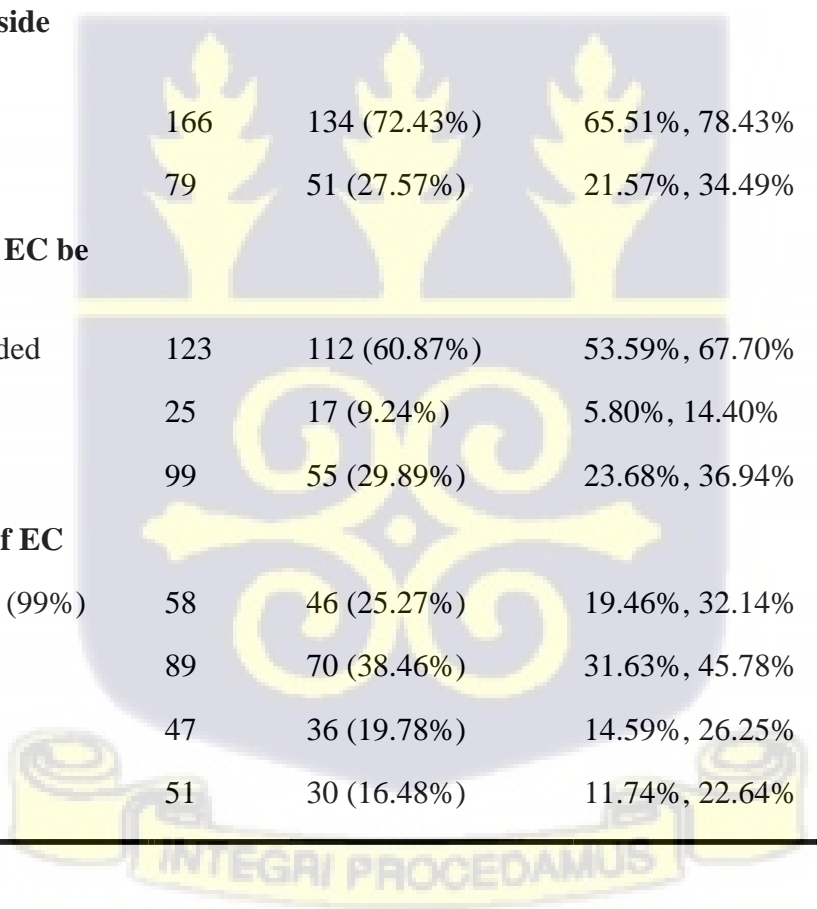 side
166 134 (72.43%) 65.51%, 78.43%
79 51 (27.57%) 21.57%, 34.49%
EC be
ded 123 112 (60.87%) 53.59%, 67.70%
25 17 (9.24%) 5.80%, 14.40%
99 55 (29.89%) 23.68%, 36.94%
f EC
(99%) 58 46 (25.27%) 19.46%, 32.14%
89 70 (38.46%) 31.63%, 45.78%
47 36 (19.78%) 14.59%, 26.25%
51 30 (16.48%) 11.74%, 22.64%
INTEGRI PROCEDAMUS